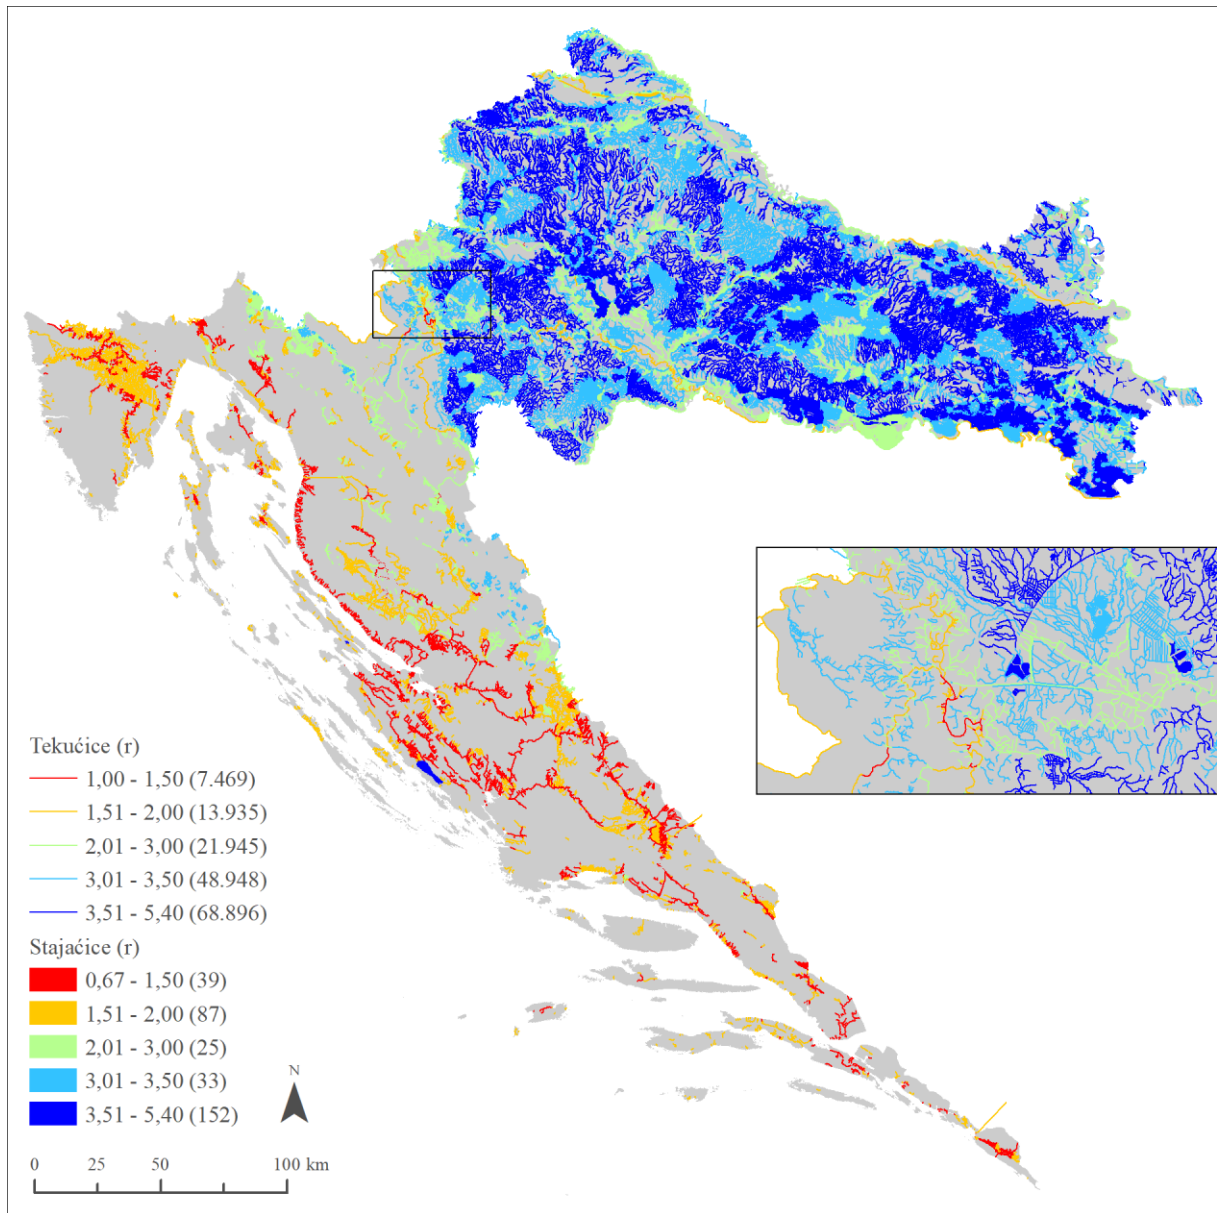 Tekućice (r)
1,00 - 1,50 (7.469)
1,51 - 2,00 (13.935)
2,01 - 3,00 (21.945)
3,01 - 3,50 (48.948)
3,51 - 5,40 (68.896)
Stajaćice (r)
0,67 - 1,50 (39)
1,51 - 2,00 (87)
2,01 - 3,00 (25)
3,01 - 3,50 (33)
3,51 - 5,40 (152)
N
0 25 50 100 km